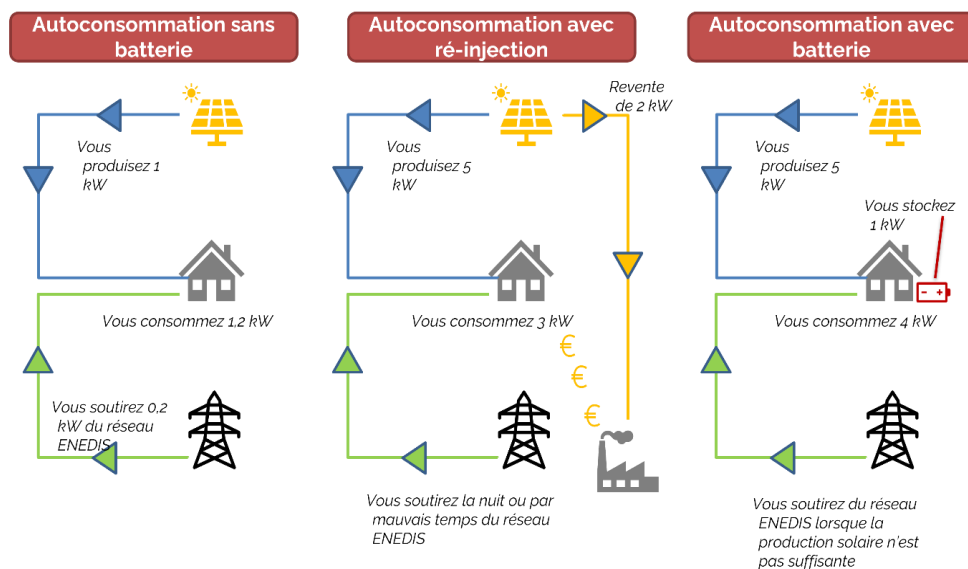 Autoconsommation sans
batterie
Vous
produisez 1
kW
Vous consommez 1,2 kW
Vous soutirez 0,2
kW du réseau
ENEDIS
Autoconsommation avec
ré-injection
Revente
de 2 kW
Vous
produisez 5
kW
Vous consommez 3 kW
€
€
€
Vous soutirez la nuit ou par
mauvais temps du réseau
ENEDIS
Autoconsommation avec
batterie
Vous
produisez 5
kW
Vous stockez
1 kW
- +
Vous consommez 4 kW
Vous soutirez du réseau
ENEDIS lorsque la
production solaire n'est
pas suffisante